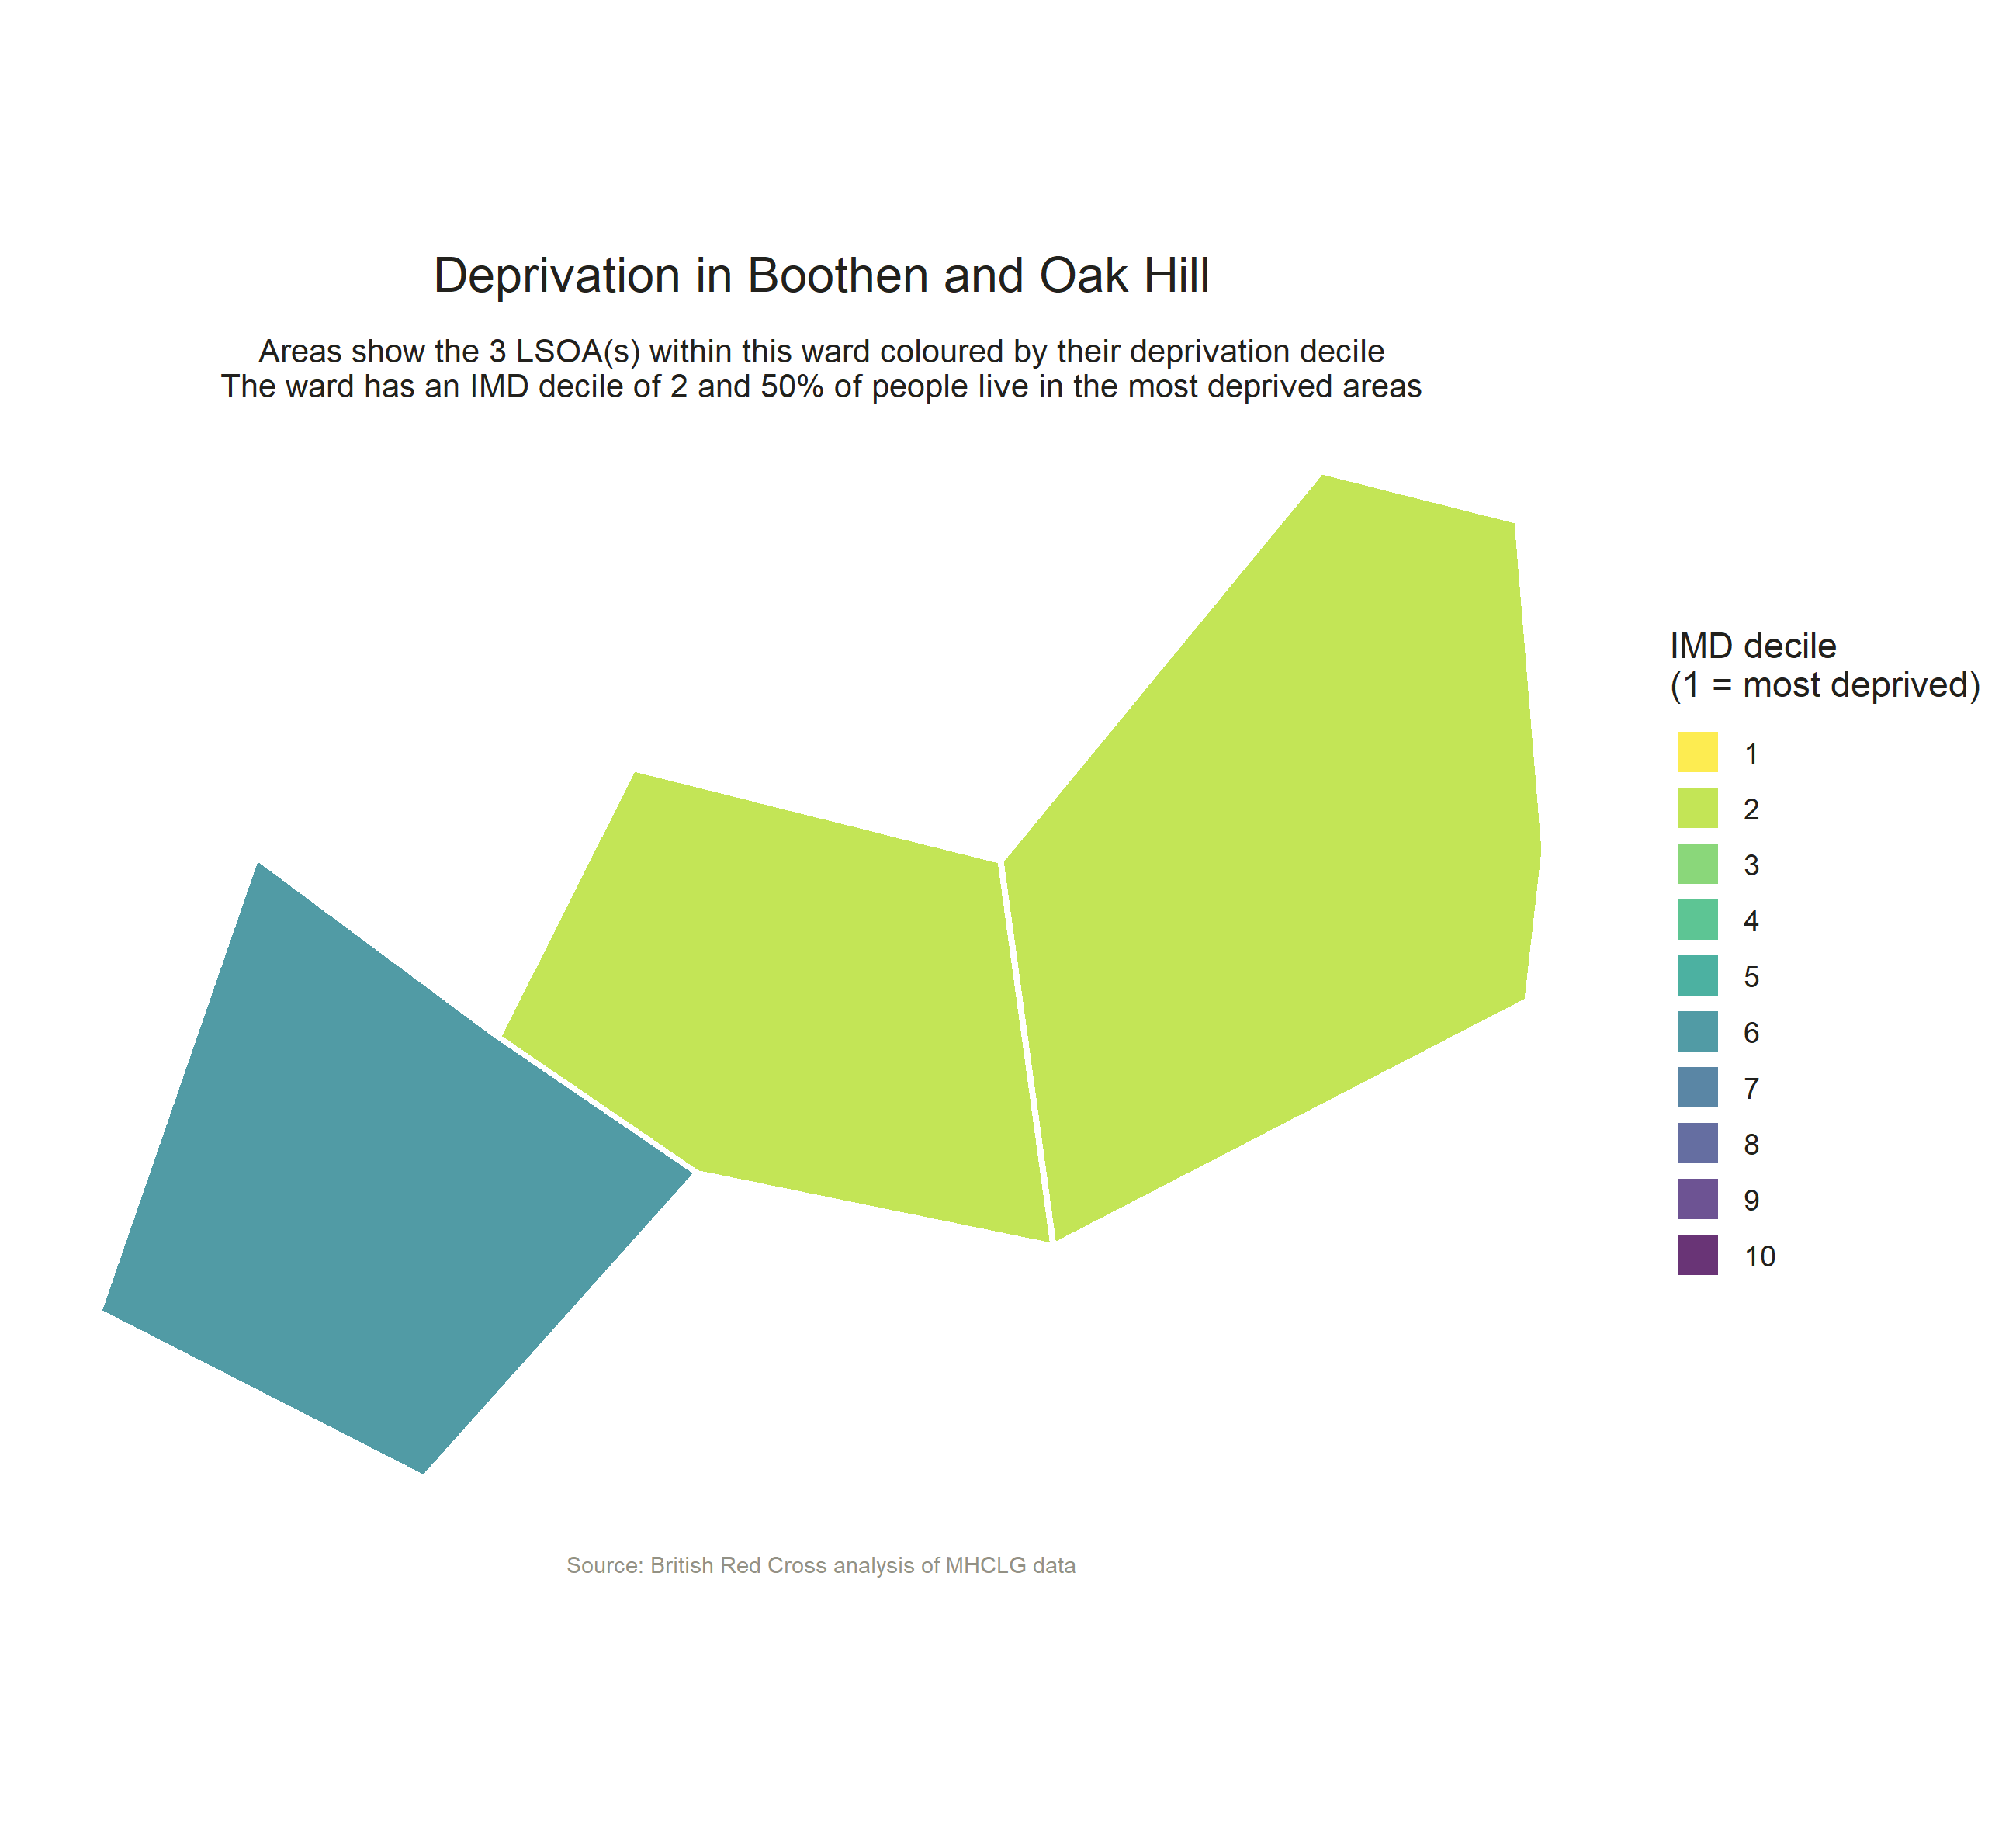 Deprivation in Boothen and Oak Hill
Areas show the 3 LSOA(s) within this ward coloured by their deprivation decile
The ward has an IMD decile of 2 and 50% of people live in the most deprived areas
IMD decile
(1 = most deprived)
1
2
3
4
5
6
7
8
9
10
Source: British Red Cross analysis of MHCLG data